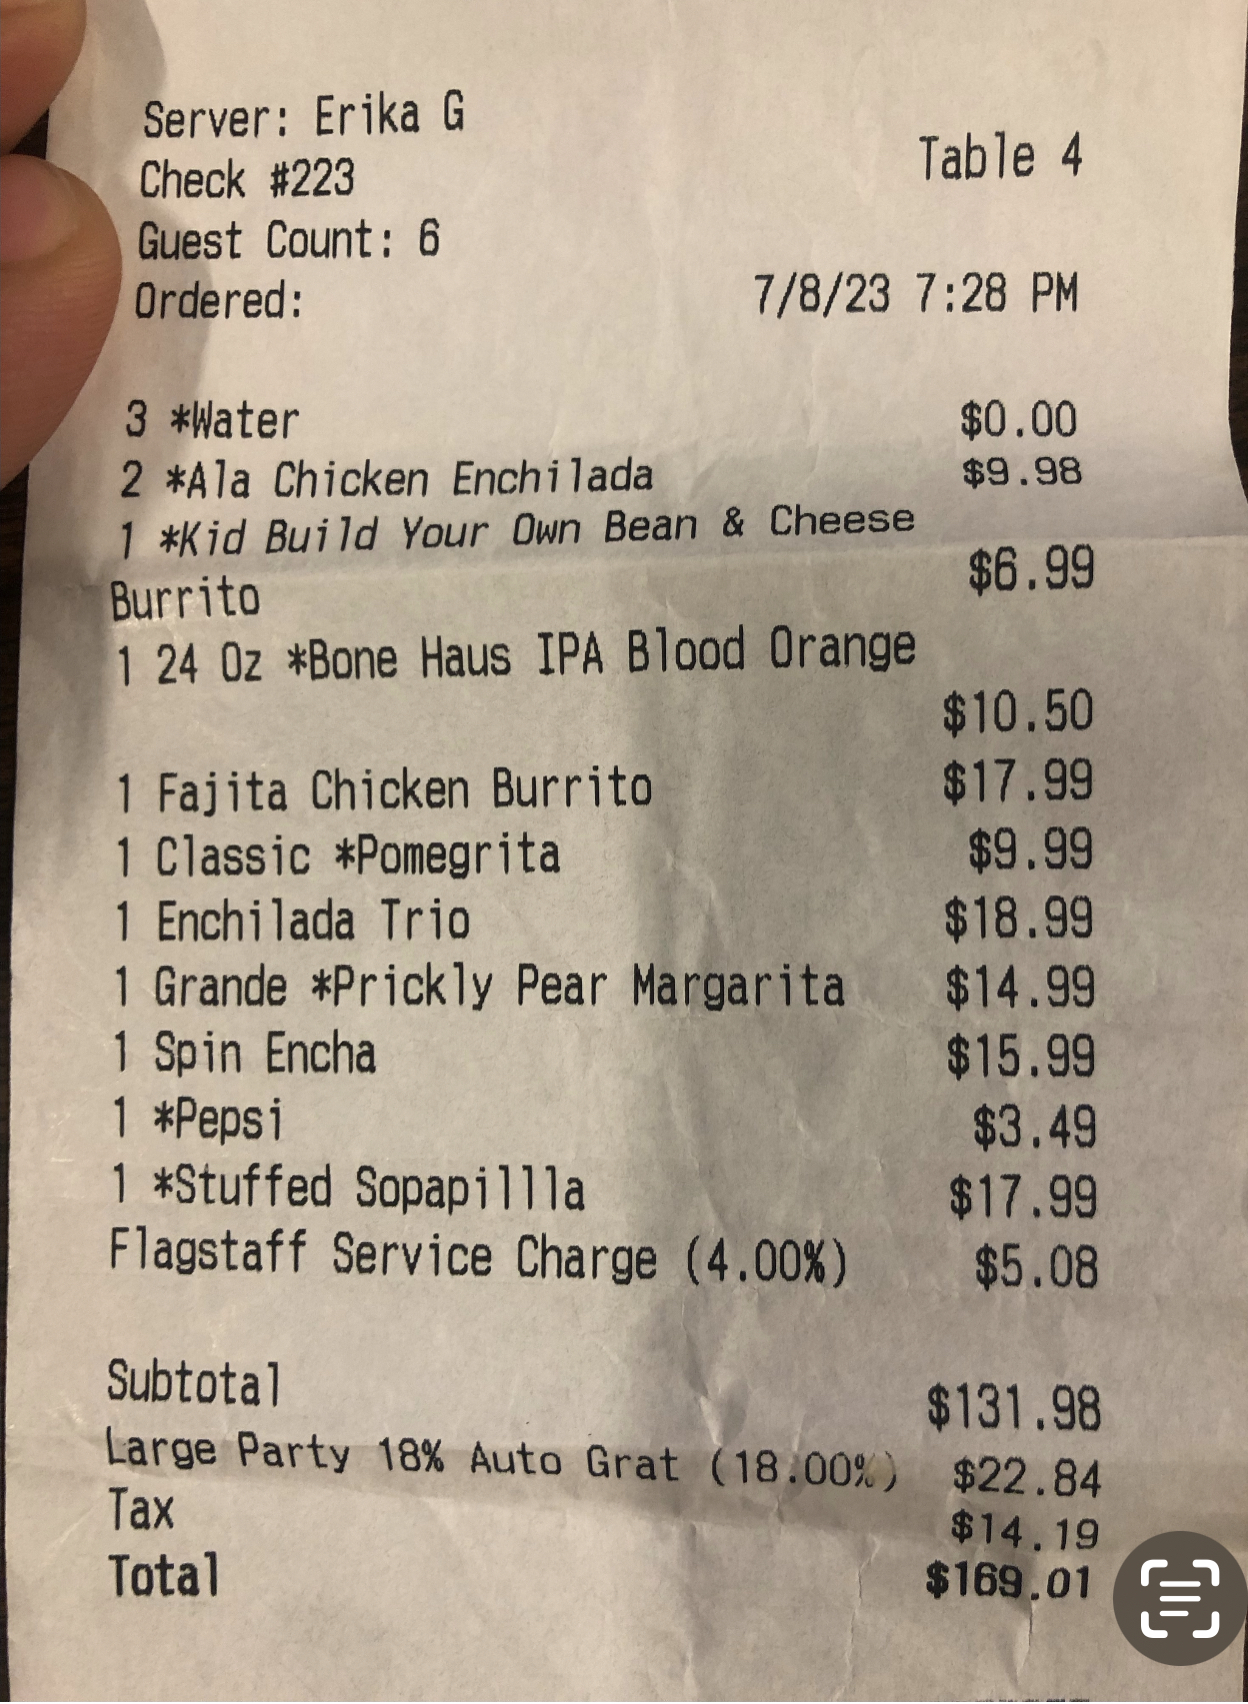 Server: Erika G
Table 4
Check #223
Guest Count: 6
Ordered: 7/8/23 7:28 PM
3 *Water $0.00
2 *Ala Chicken Enchilada $9.98
1 *Kid Build Your Own Bean & Cheese
Burrito $6.99
1 24 Oz *Bone Haus IPA Blood Orange
$10.50
1 Fajita Chicken Burrito $17.99
1 Classic *Pomegrita $9.99
1 Enchilada Trio $18.99
1 Grande *Prickly Pear Margarita $14.99
1 Spin Encha $15.99
1 *Pepsi $3.49
1 *Stuffed Sopapillla $17.99
Flagstaff Service Charge (4.00%) $5.08
Subtotal $131.98
Large Party 18% Auto Grat (18.00%) $22.84
Tax $14.19
Total $169.01